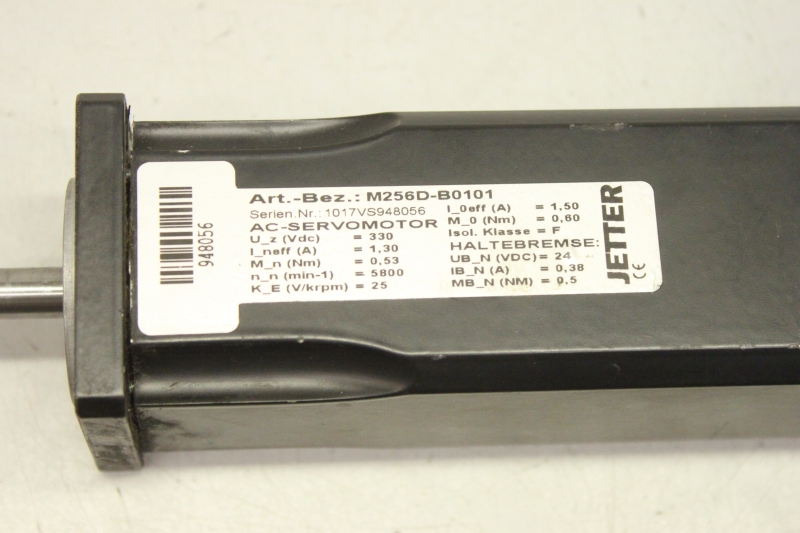 948056
Art.-Bez.: M256D-B0101
Serien.Nr.: 1017VS948056
AC-SERVOMOTOR
U_z (Vdc) = 330
I_neff (A) = 1,30
M_n (Nm) = 0,53
n_n (min-1) = 5800
K_E (V/krpm) = 25
I_0eff (A) = 1,50
M_0 (Nm) = 0,60
Isol. Klasse = F
HALTEBREMSE:
UB_N (VDC) = 24
IB_N (A) = 0,38
MB_N (NM) = 0,5
JETTER
CE